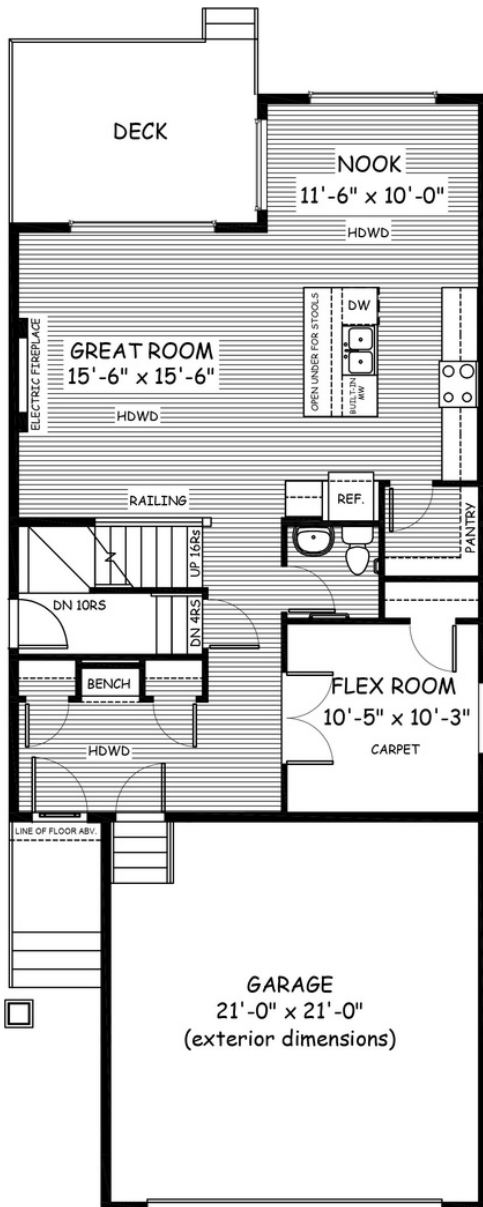 DECK
NOOK
11'-6" x 10'-0"
HDWD
OPEN UNDER FOR STOOLS
DW
BUILT-IN
MW
ELECTRIC FIREPLACE
GREAT ROOM
15'-6" x 15'-6"
HDWD
RAILING
REF.
PANTRY
UP 16Rs
DN 10RS
DN 4RS
BENCH
FLEX ROOM
10'-5" x 10'-3"
CARPET
HDWD
LINE OF FLOOR ABV.
GARAGE
21'-0" x 21'-0"
(exterior dimensions)